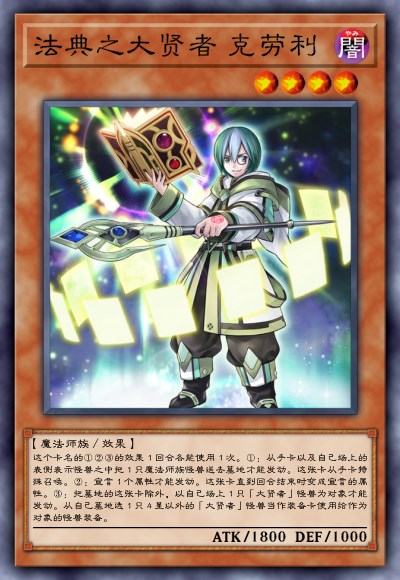 法典之大贤者 克劳利
やみ
闇
【魔法师族／效果】
这个卡名的①②③的效果1回合各能使用1次。①：从手卡以及自己场上的
表侧表示怪兽之中把1只魔法师族怪兽送去墓地才能发动。这张卡从手卡特
殊召唤。②：宣言1个属性才能发动。这张卡直到回合结束时变成宣言的属
性。③：把墓地的这张卡除外，以自己场上1只「大贤者」怪兽为对象才能
发动。从自己墓地选1只4星以外的「大贤者」怪兽当作装备卡使用给作为
对象的怪兽装备。
ATK/1800 DEF/1000